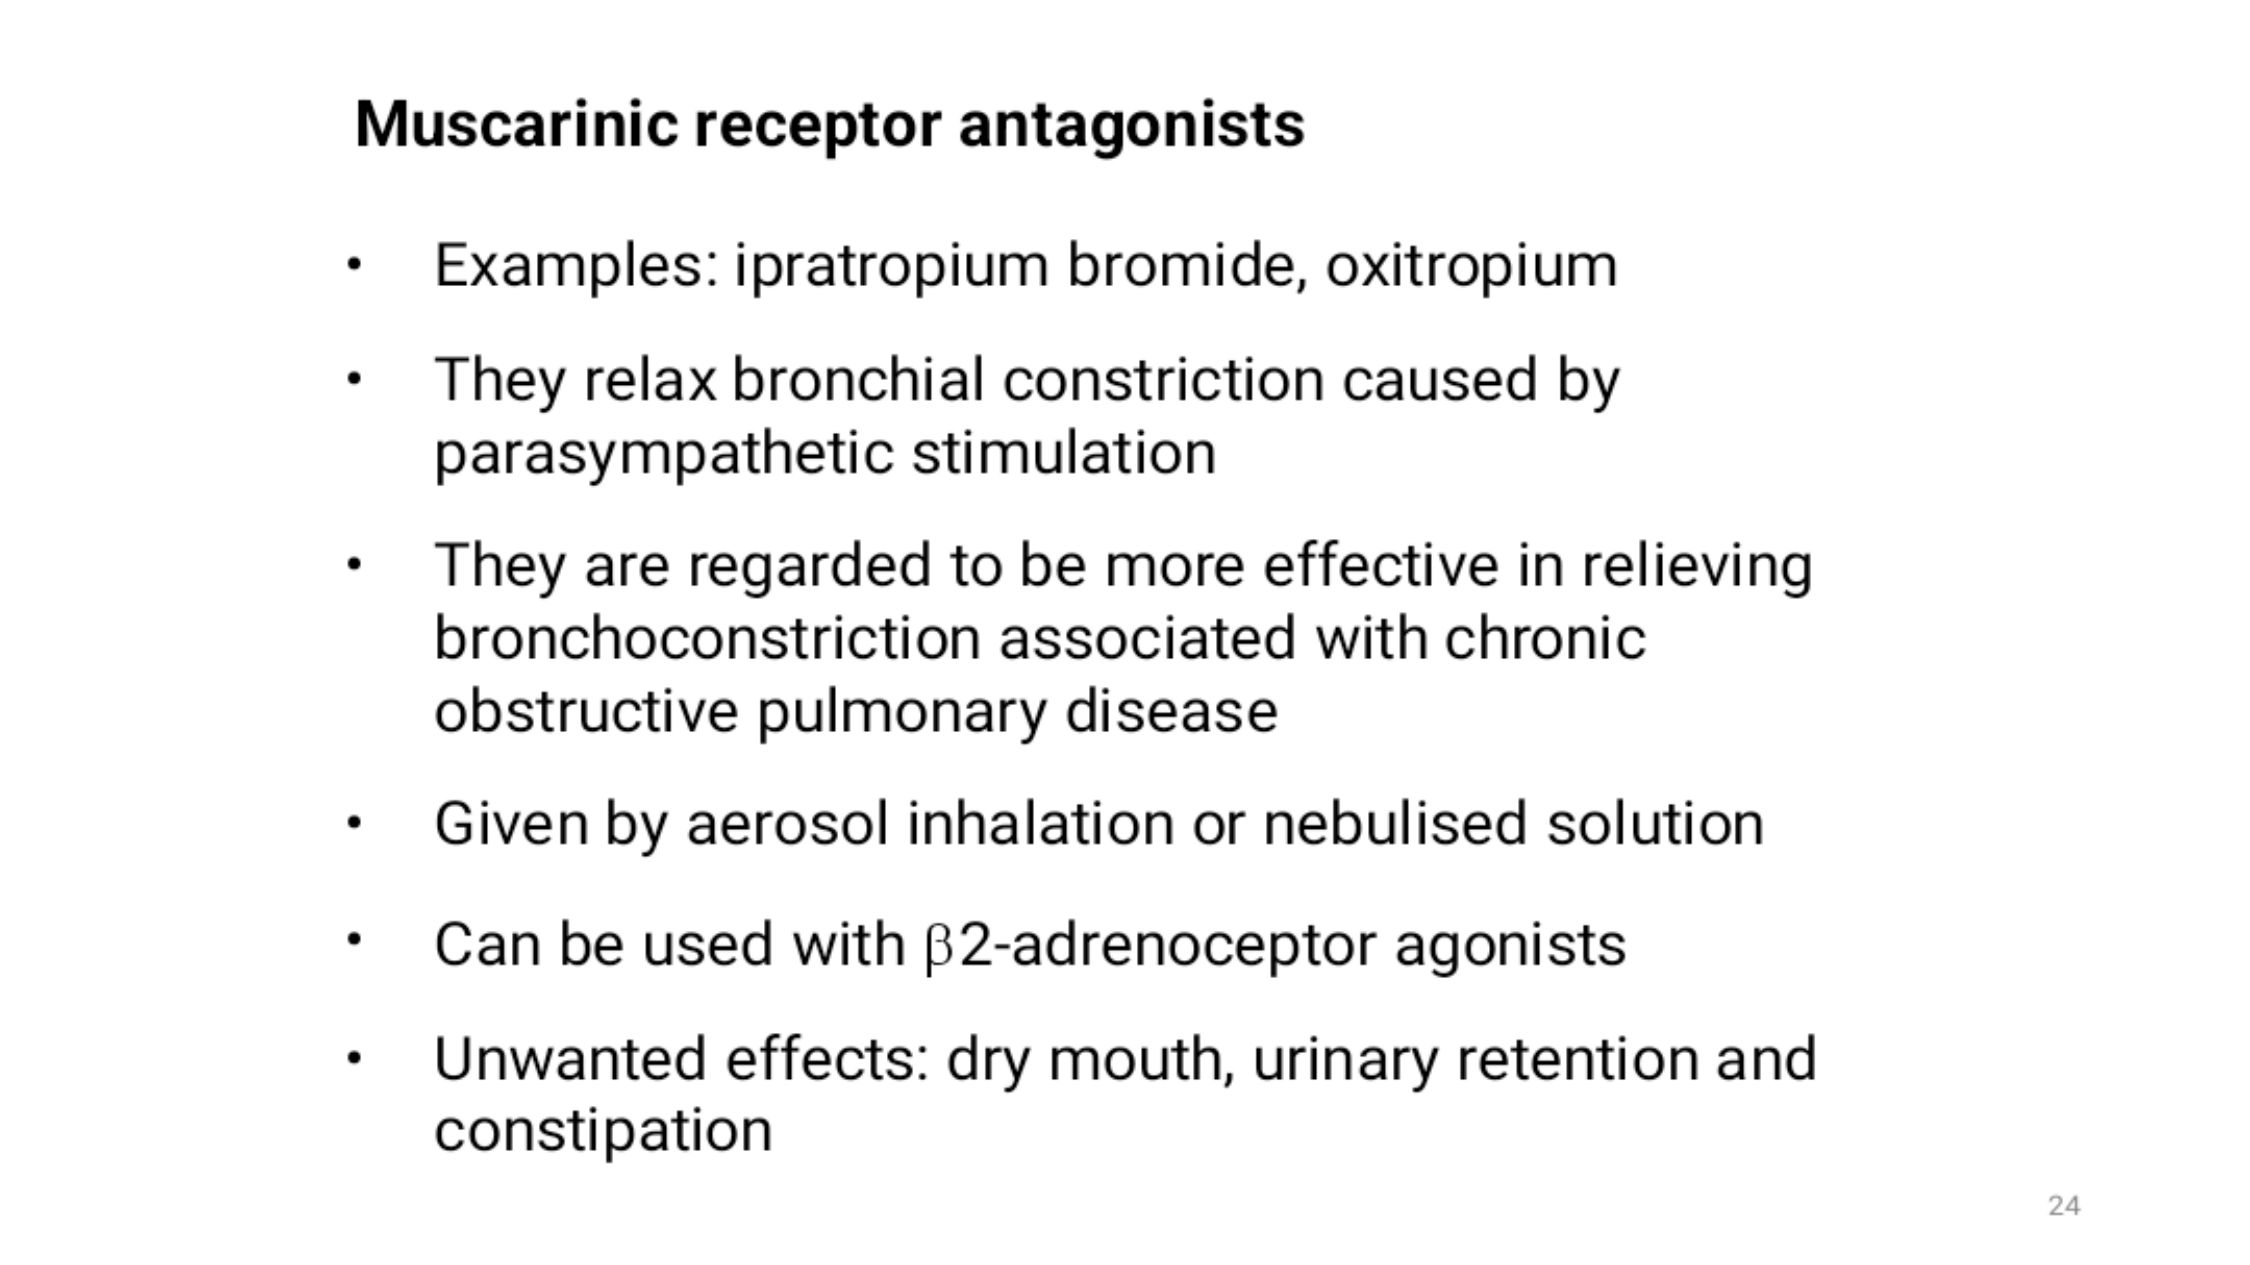 Muscarinic receptor antagonists
• Examples: ipratropium bromide, oxitropium
• They relax bronchial constriction caused by
parasympathetic stimulation
• They are regarded to be more effective in relieving
bronchoconstriction associated with chronic
obstructive pulmonary disease
• Given by aerosol inhalation or nebulised solution
• Can be used with β2-adrenoceptor agonists
• Unwanted effects: dry mouth, urinary retention and
constipation
24